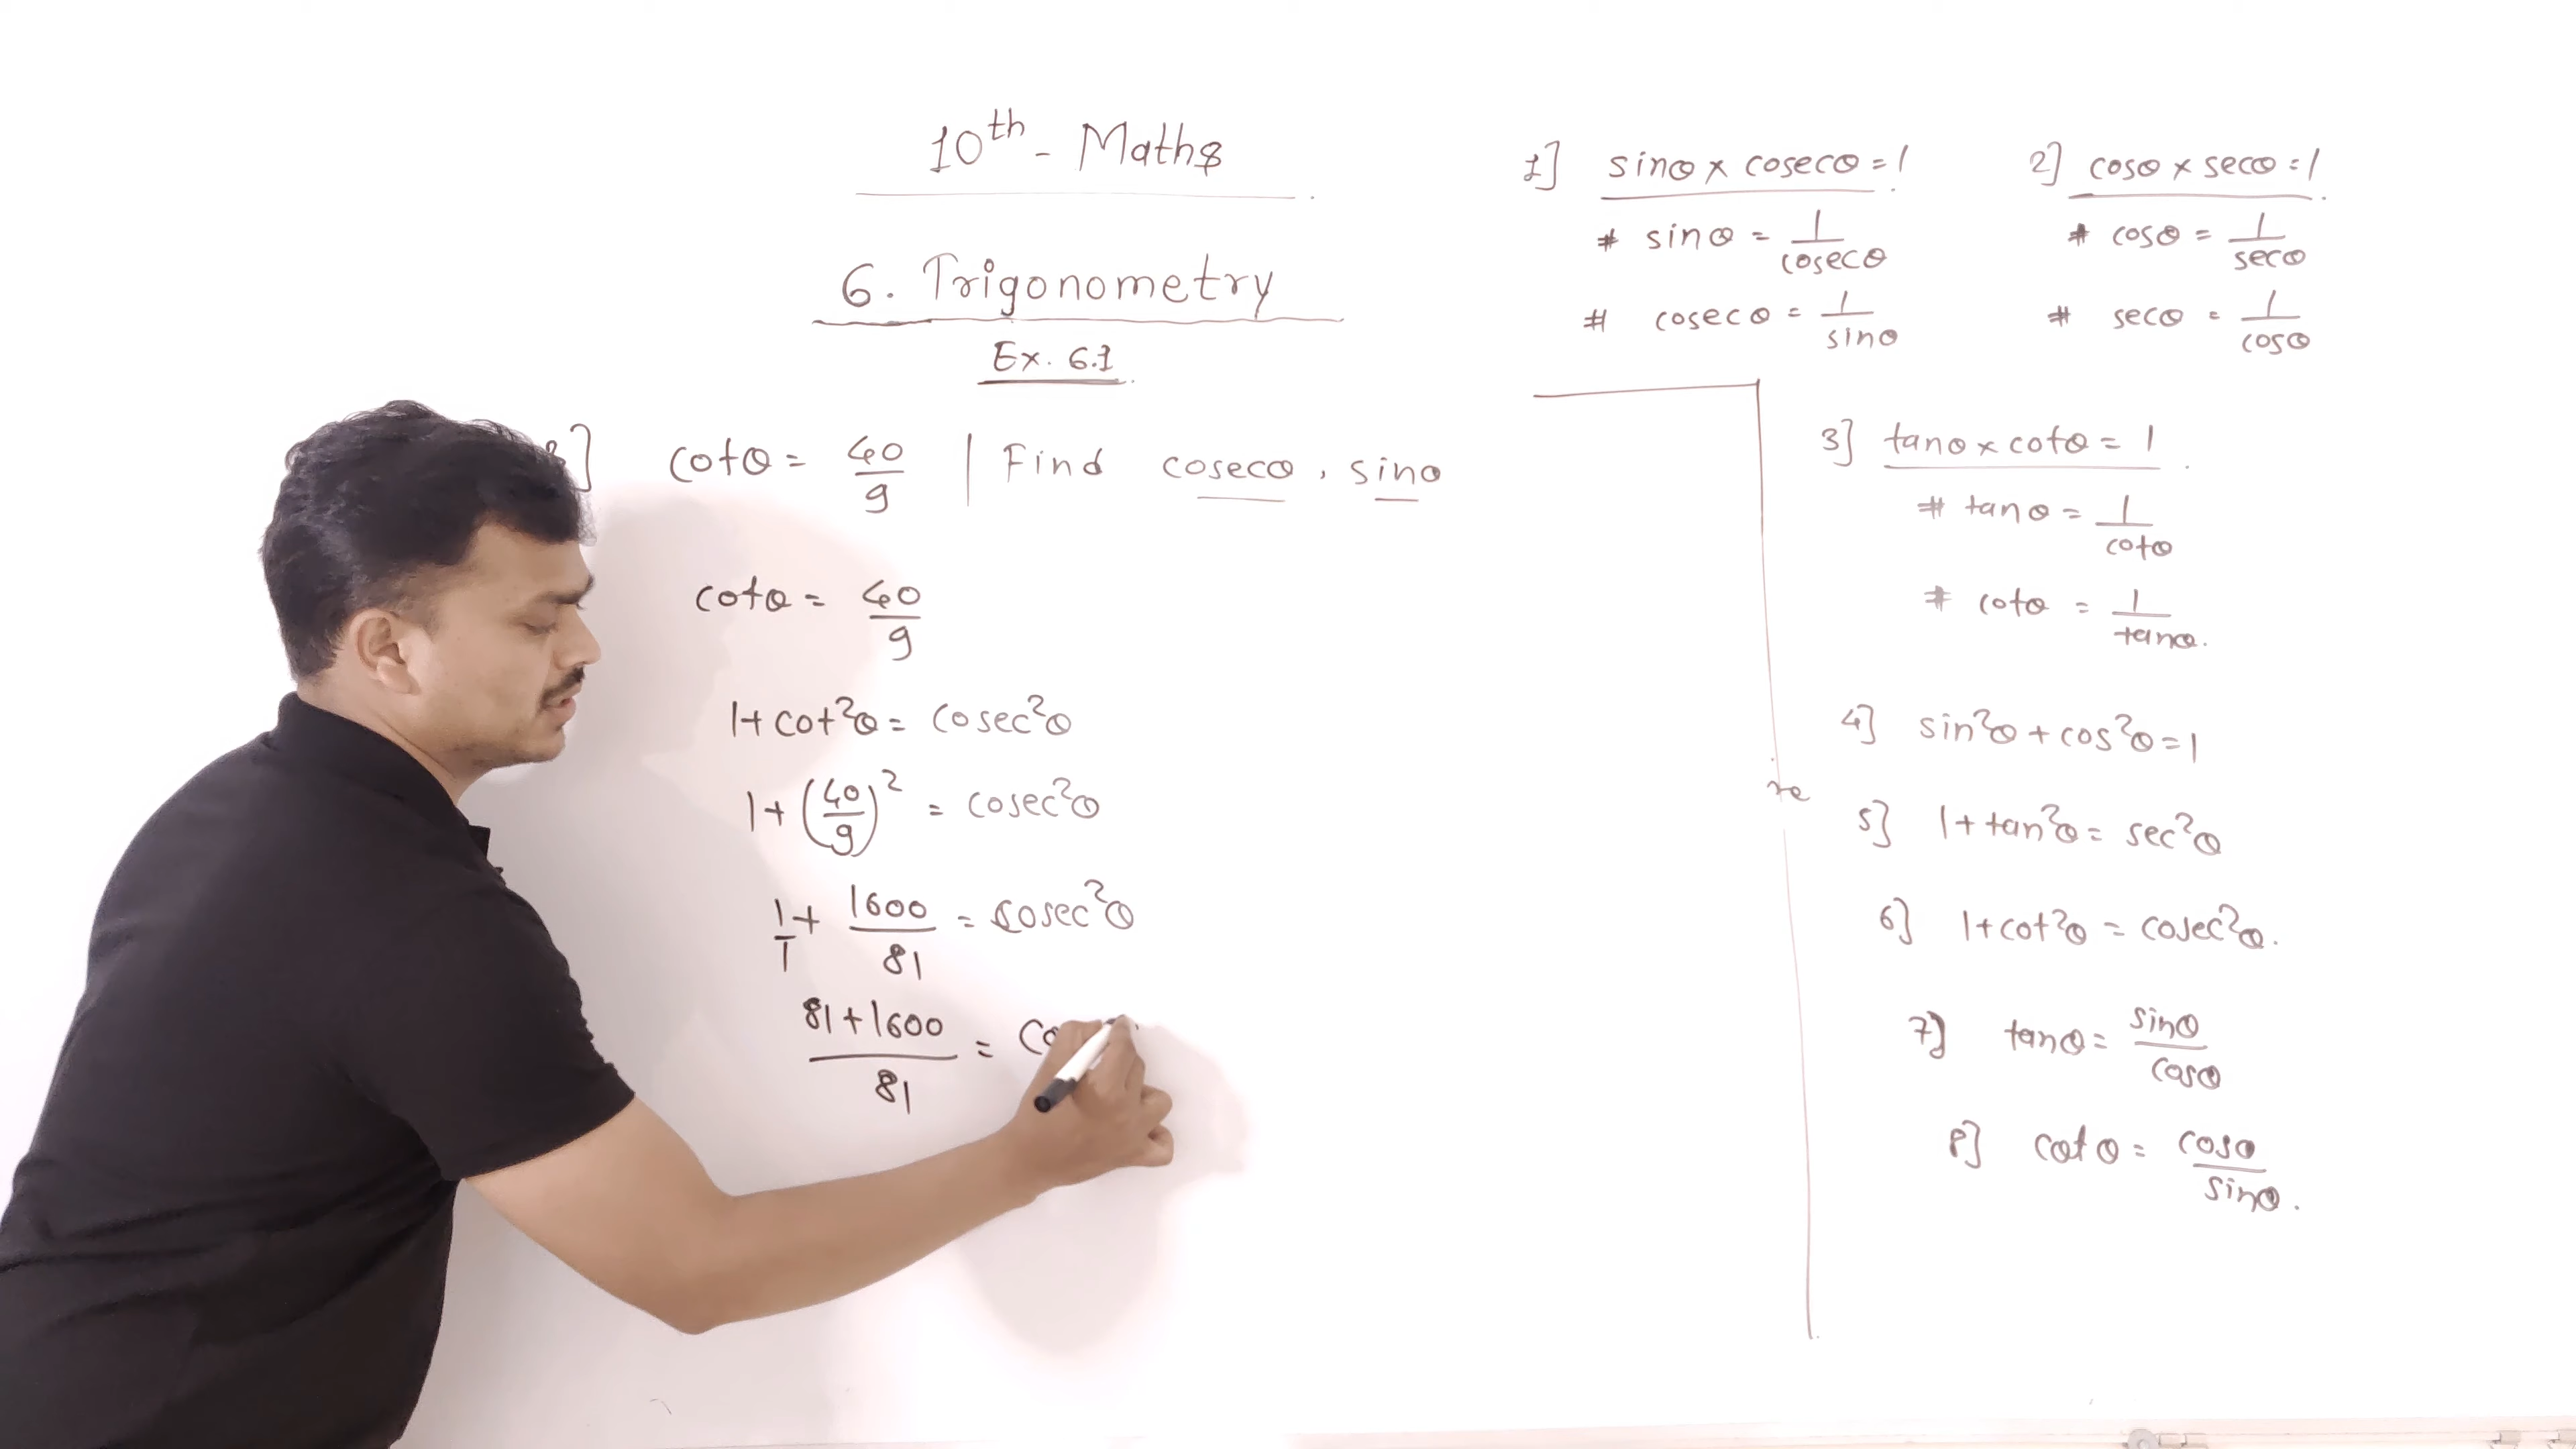 10th - Maths
6. Trigonometry
Ex. 6.1
] cotθ = 40/9 | Find cosecθ, sinθ
cotθ = 40/9
1+cot²θ = cosec²θ
1+(40/9)² = cosec²θ
1/1 + 1600/81 = cosec²θ
81+1600/81 = co
1] sinθ × cosecθ = 1
# sinθ = 1/cosecθ
# cosecθ = 1/sinθ
2] cosθ × secθ = 1
# cosθ = 1/secθ
# secθ = 1/cosθ
3] tanθ × cotθ = 1
# tanθ = 1/cotθ
# cotθ = 1/tanθ.
4] sin²θ + cos²θ = 1
5] 1+tan²θ = sec²θ
6] 1+cot²θ = cosec²θ.
7] tanθ = sinθ/cosθ
8] cotθ = cosθ/sinθ.